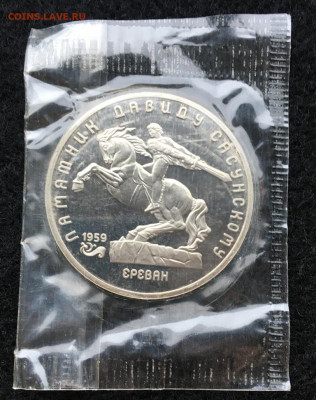 COINS.LAVE.RU
ПАМЯТНИК ДАВИДУ САСУНСКОМУ
1959
ЕРЕВАН